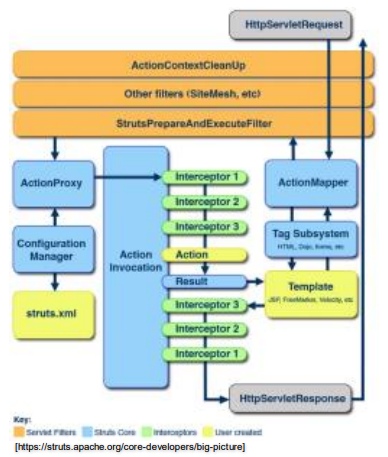 HttpServletRequest
ActionContextCleanUp
Other filters (SiteMesh, etc)
StrutsPrepareAndExecuteFilter
ActionProxy
Configuration
Manager
struts.xml
Action
Invocation
Interceptor 1
Interceptor 2
Interceptor 3
Action
Result
Interceptor 3
Interceptor 2
Interceptor 1
ActionMapper
Tag Subsystem
HTML, Dojo, etc
Template
JSP, FreeMarker, Velocity, etc
HttpServletResponse
Key:
Servlet Filters
Struts Core
Interceptors
User created
[https://struts.apache.org/core-developers/big-picture]